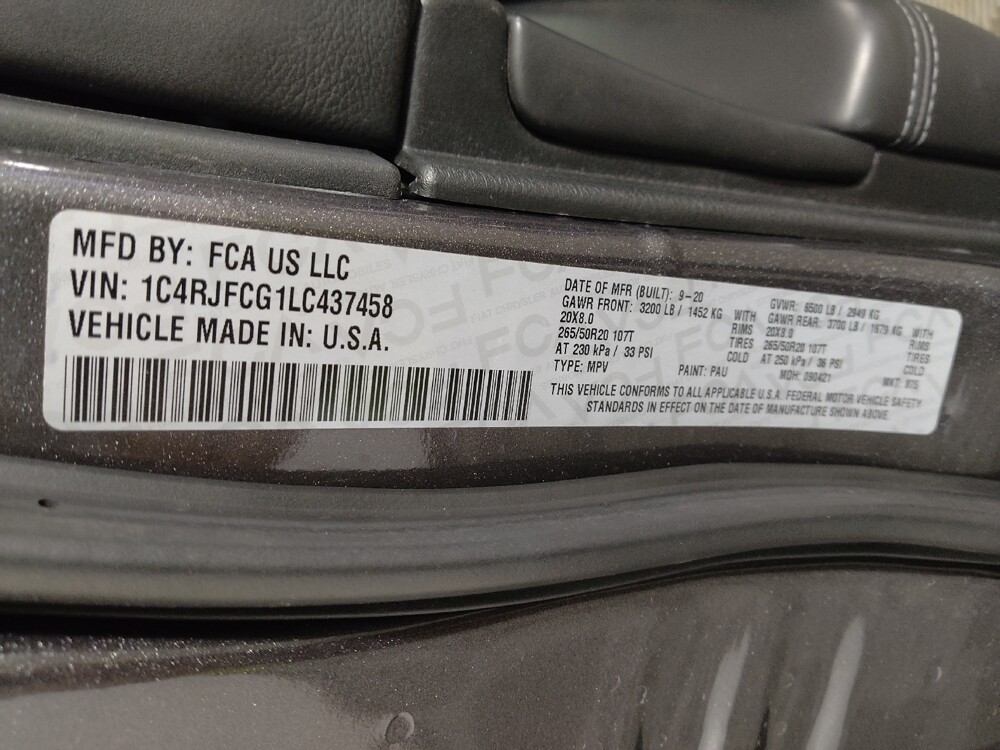 MFD BY: FCA US LLC
VIN: 1C4RJFCG1LC437458
VEHICLE MADE IN: U.S.A.
DATE OF MFR (BUILT): 9-20 GVWR: 6500 LB / 2949 KG
GAWR FRONT: 3200 LB / 1452 KG WITH GAWR REAR: 3700 LB / 1679 KG WITH
20X8.0 RIMS 20X8.0 RIMS
265/50R20 107T TIRES 265/50R20 107T TIRES
AT 230 kPa / 33 PSI COLD AT 250 kPa / 36 PSI COLD
TYPE: MPV PAINT: PAU MDH: 090421 MKT:
THIS VEHICLE CONFORMS TO ALL APPLICABLE U.S.A. FEDERAL MOTOR VEHICLE SAFETY
STANDARDS IN EFFECT ON THE DATE OF MANUFACTURE SHOWN ABOVE.